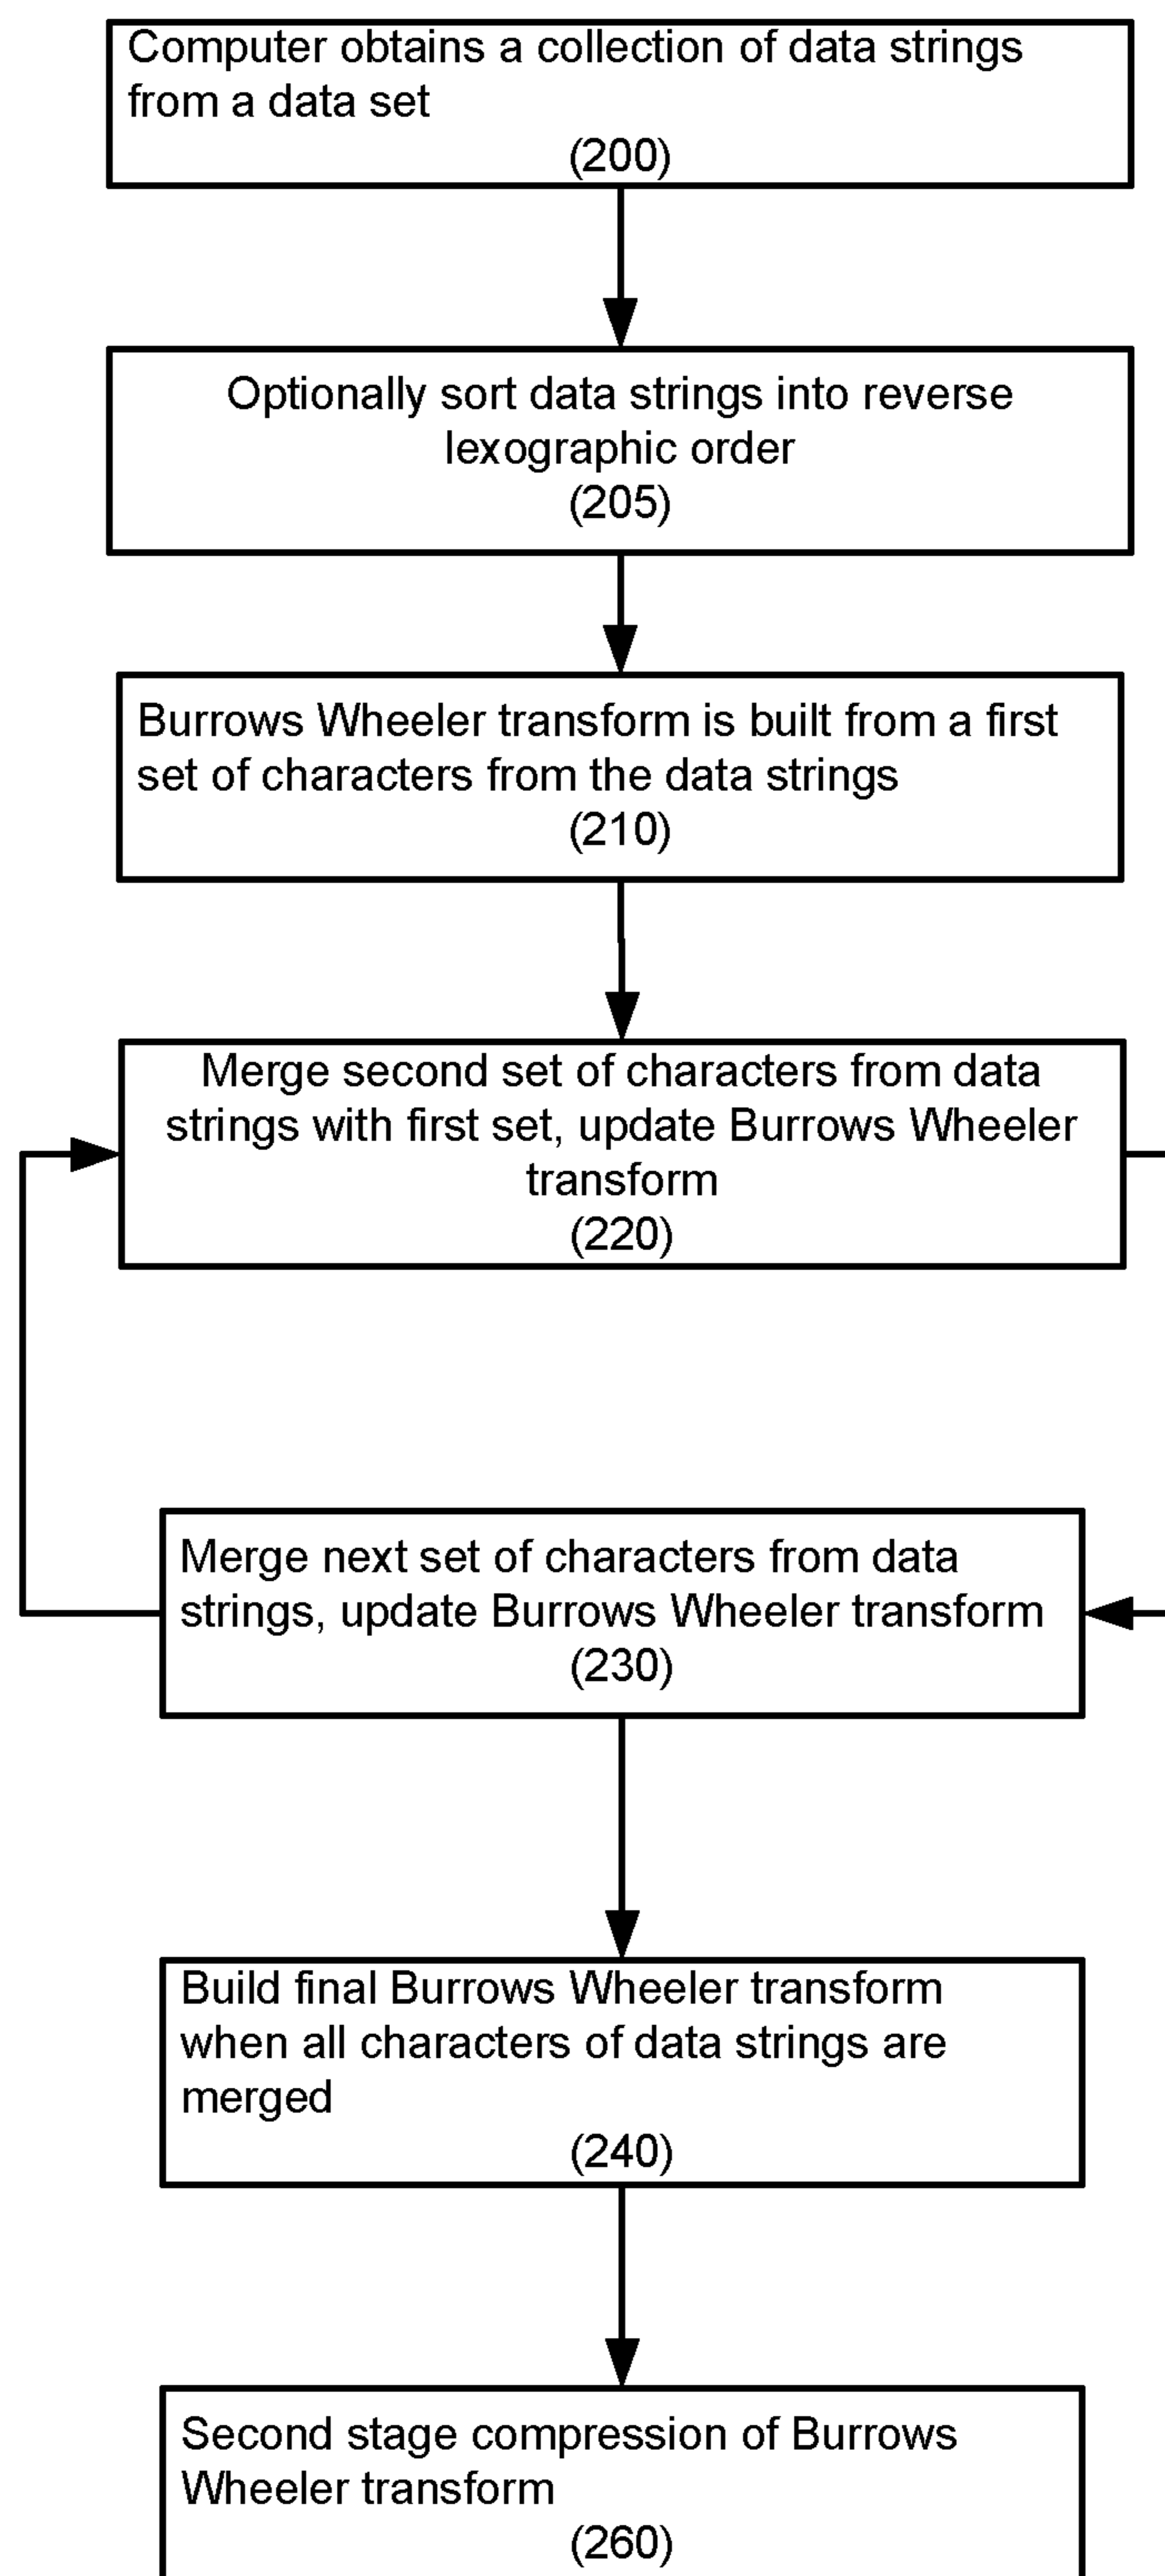 Computer obtains a collection of data strings
from a data set
(200)
Optionally sort data strings into reverse
lexographic order
(205)
Burrows Wheeler transform is built from a first
set of characters from the data strings
(210)
Merge second set of characters from data
strings with first set, update Burrows Wheeler
transform
(220)
Merge next set of characters from data
strings, update Burrows Wheeler transform
(230)
Build final Burrows Wheeler transform
when all characters of data strings are
merged
(240)
Second stage compression of Burrows
Wheeler transform
(260)